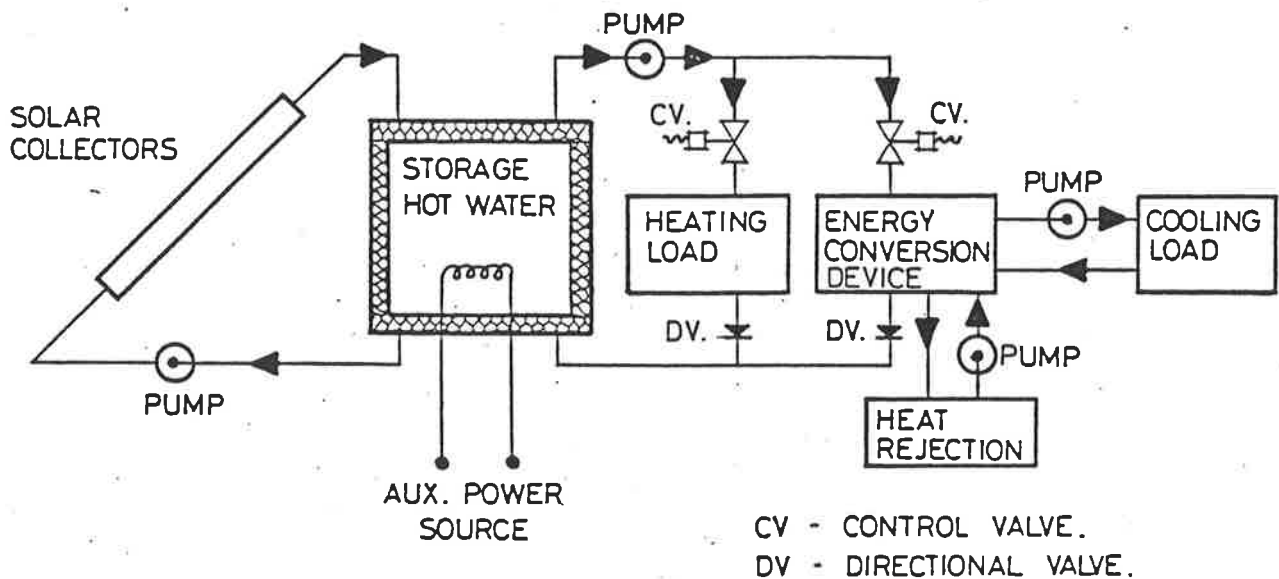 PUMP
SOLAR
COLLECTORS
CV.
CV.
STORAGE
HOT WATER
HEATING
LOAD
ENERGY
CONVERSION
DEVICE
PUMP
COOLING
LOAD
DV.
DV.
PUMP
PUMP
HEAT
REJECTION
AUX. POWER
SOURCE
CV - CONTROL VALVE.
DV - DIRECTIONAL VALVE.